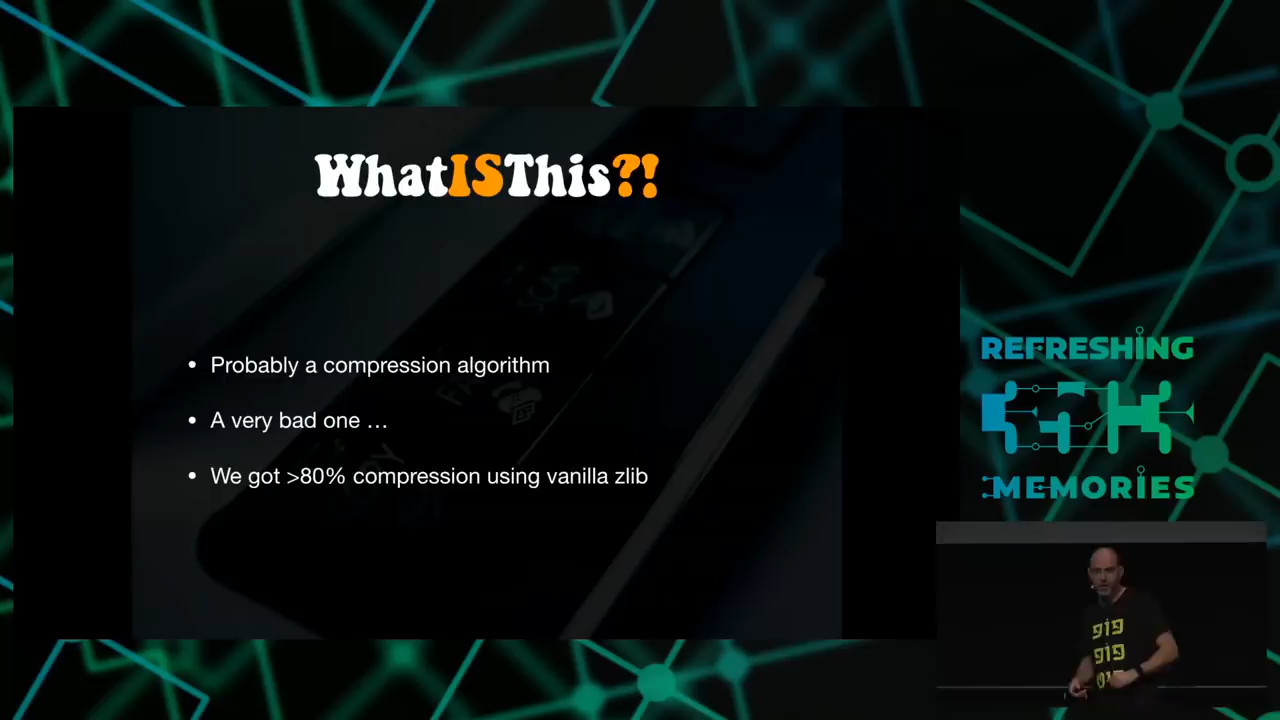 WhatISThis?!
• Probably a compression algorithm
• A very bad one …
• We got >80% compression using vanilla zlib
REFRESHING
MEMORIES